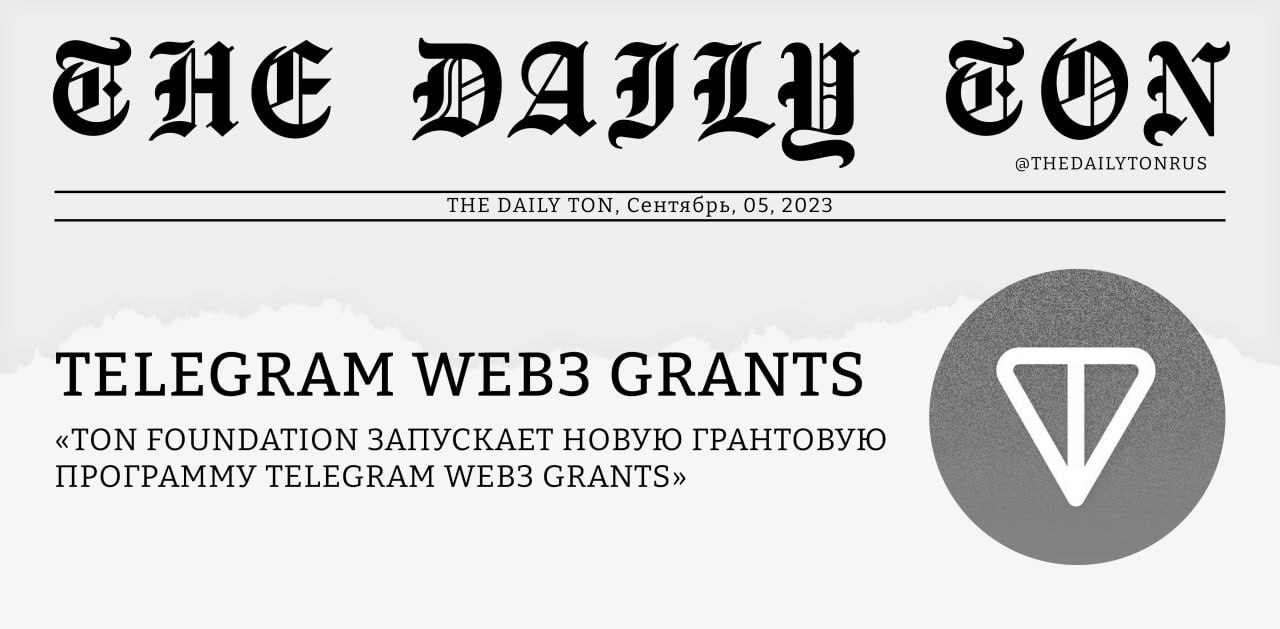 THE DAILY TON
@THEDAILYTONRUS
THE DAILY TON, Сентябрь, 05, 2023
TELEGRAM WEB3 GRANTS
«TON FOUNDATION ЗАПУСКАЕТ НОВУЮ ГРАНТОВУЮ
ПРОГРАММУ TELEGRAM WEB3 GRANTS»